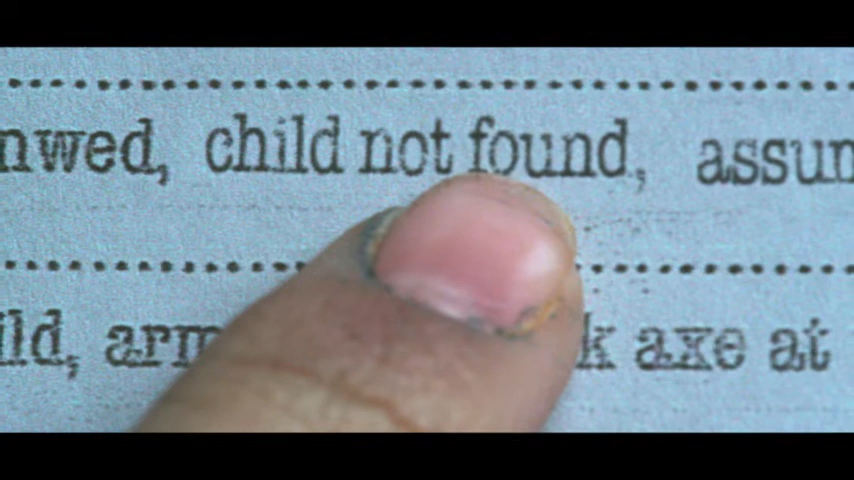 nwed, child not found, assun
ild, arm k axe at